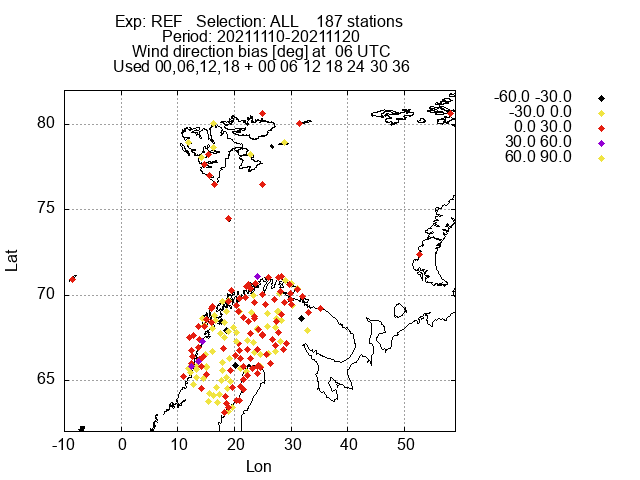 Exp: REF   Selection: ALL    187 stations
Period: 20211110-20211120
Wind direction bias [deg] at  06 UTC
Used 00,06,12,18 + 00 06 12 18 24 30 36
-60.0 -30.0
-30.0 0.0
0.0 30.0
30.0 60.0
60.0 90.0
80
75
70
65
Lat
-10 0 10 20 30 40 50
Lon